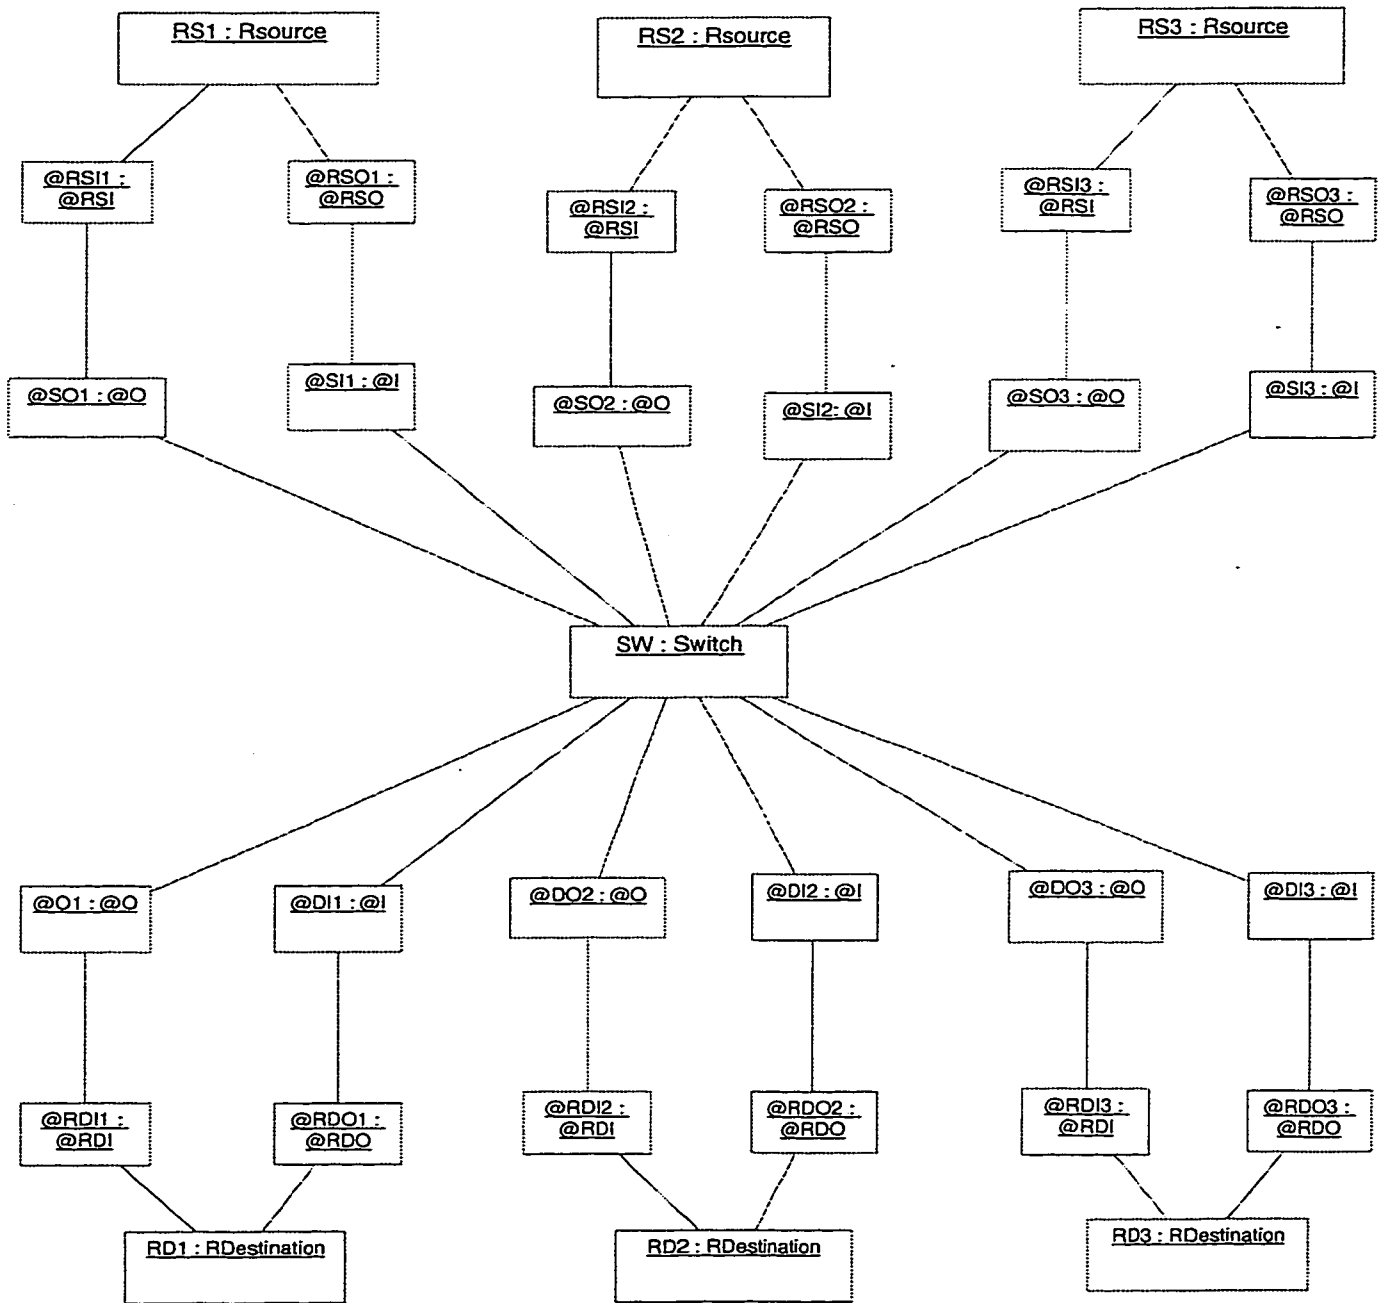 RS1 : Rsource
RS2 : Rsource
RS3 : Rsource
@RSI1 :
@RSI
@RSO1 :
@RSO
@RSI2 :
@RSI
@RSO2 :
@RSO
@RSI3 :
@RSI
@RSO3 :
@RSO
@SO1 : @O
@SI1 : @I
@SO2 : @O
@SI2: @I
@SO3 : @O
@SI3 : @I
SW : Switch
@O1 : @O
@DI1 : @I
@DO2 : @O
@DI2 : @I
@DO3 : @O
@DI3 : @I
@RDI1 :
@RDI
@RDO1 :
@RDO
@RDI2 :
@RDI
@RDO2 :
@RDO
@RDI3 :
@RDI
@RDO3 :
@RDO
RD1 : RDestination
RD2 : RDestination
RD3 : RDestination